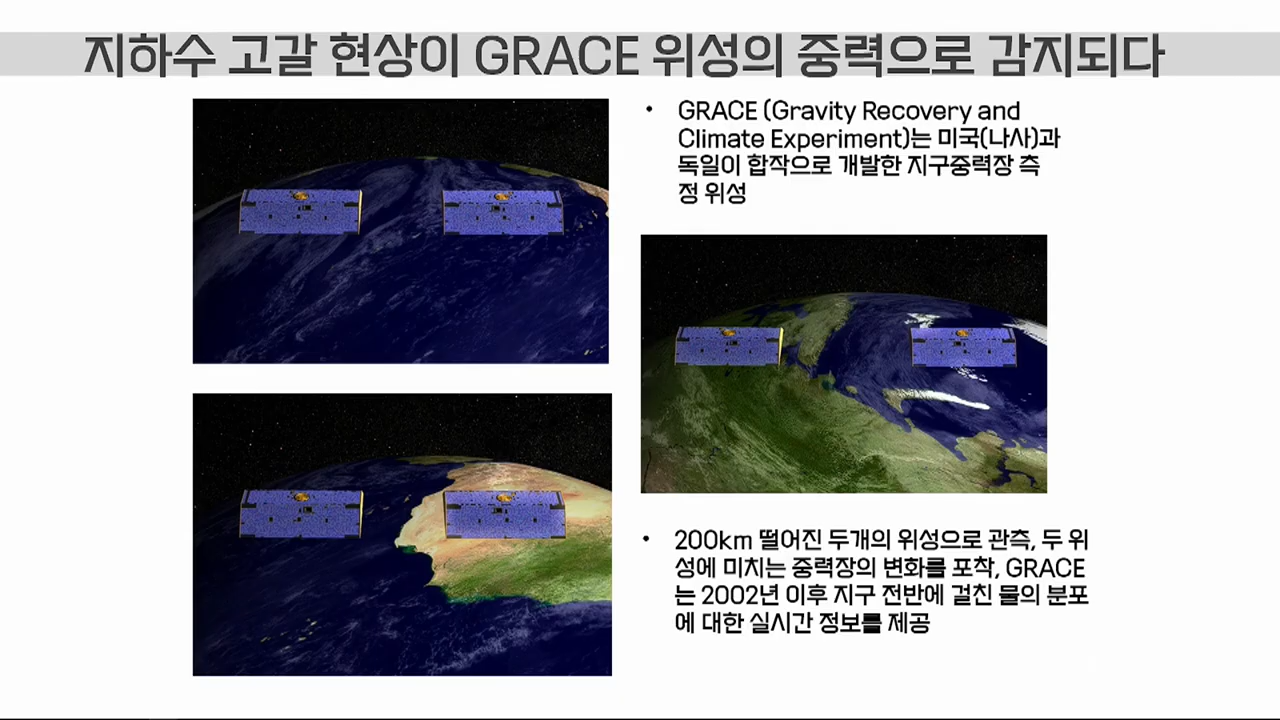 지하수 고갈 현상이 GRACE 위성의 중력으로 감지되다
• GRACE (Gravity Recovery and
Climate Experiment)는 미국(나사)과
독일이 합작으로 개발한 지구중력장 측
정 위성
• 200km 떨어진 두개의 위성으로 관측, 두 위
성에 미치는 중력장의 변화를 포착, GRACE
는 2002년 이후 지구 전반에 걸친 물의 분포
에 대한 실시간 정보를 제공